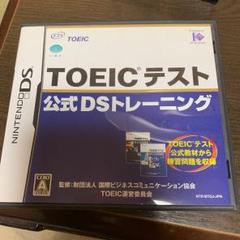 TOEIC
TOEIC®テスト
公式DSトレーニング
NINTENDO DS
TOEIC®テスト
公式教材から
練習問題を収録
A
監修:財団法人 国際ビジネスコミュニケーション協会
TOEIC運営委員会